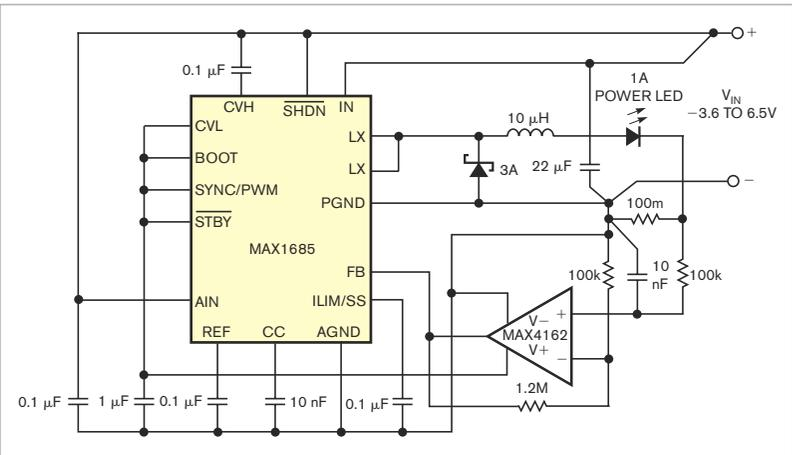 +
0.1 µF
1A
POWER LED
VIN
−3.6 TO 6.5V
CVH
SHDN
IN
CVL
LX
10 µH
BOOT
LX
3A
22 µF
SYNC/PWM
−
PGND
100m
STBY
MAX1685
FB
100k
10
nF
100k
AIN
ILIM/SS
V−
+
MAX4162
V+
−
REF
CC
AGND
1.2M
0.1 µF
1 µF
0.1 µF
10 nF
0.1 µF